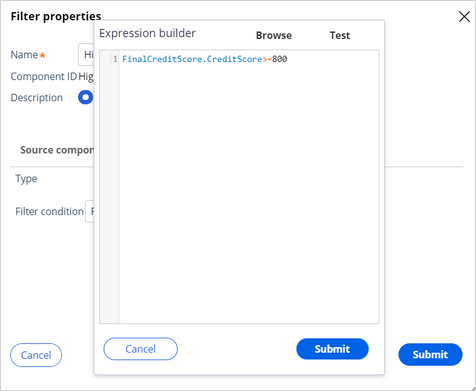 Filter properties
Expression builder
Browse
Test
Name*
Hi
1 FinalCreditScore.CreditScore>=800
Component ID Hig
Description
Source compon
Type
Filter condition
Cancel
Submit
Cancel
Submit